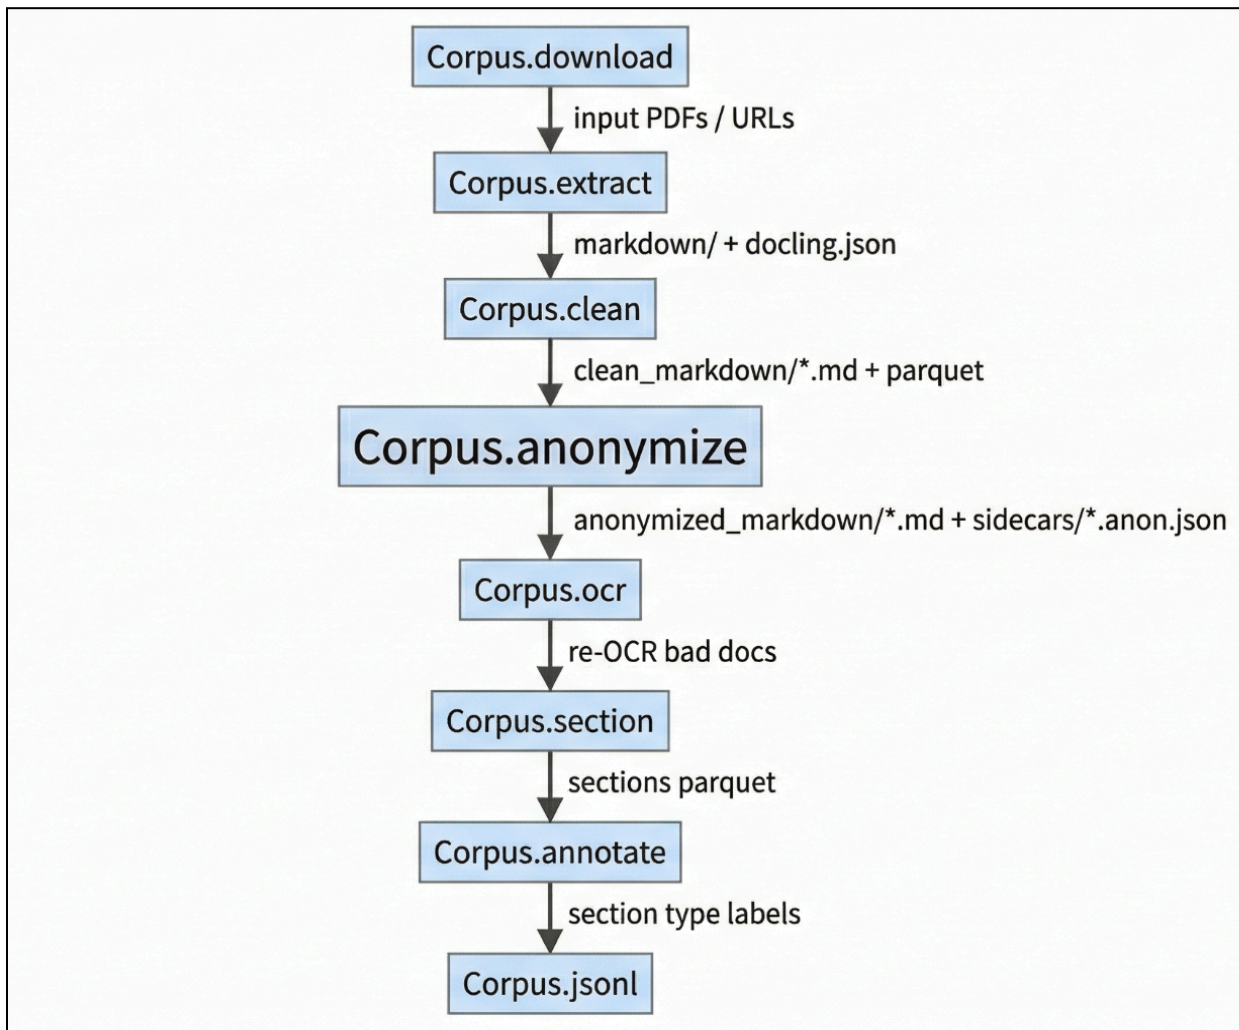 Corpus.download
input PDFs / URLs
Corpus.extract
markdown/ + docling.json
Corpus.clean
clean_markdown/*.md + parquet
Corpus.anonymize
anonymized_markdown/*.md + sidecars/*.anon.json
Corpus.ocr
re-OCR bad docs
Corpus.section
sections parquet
Corpus.annotate
section type labels
Corpus.jsonl